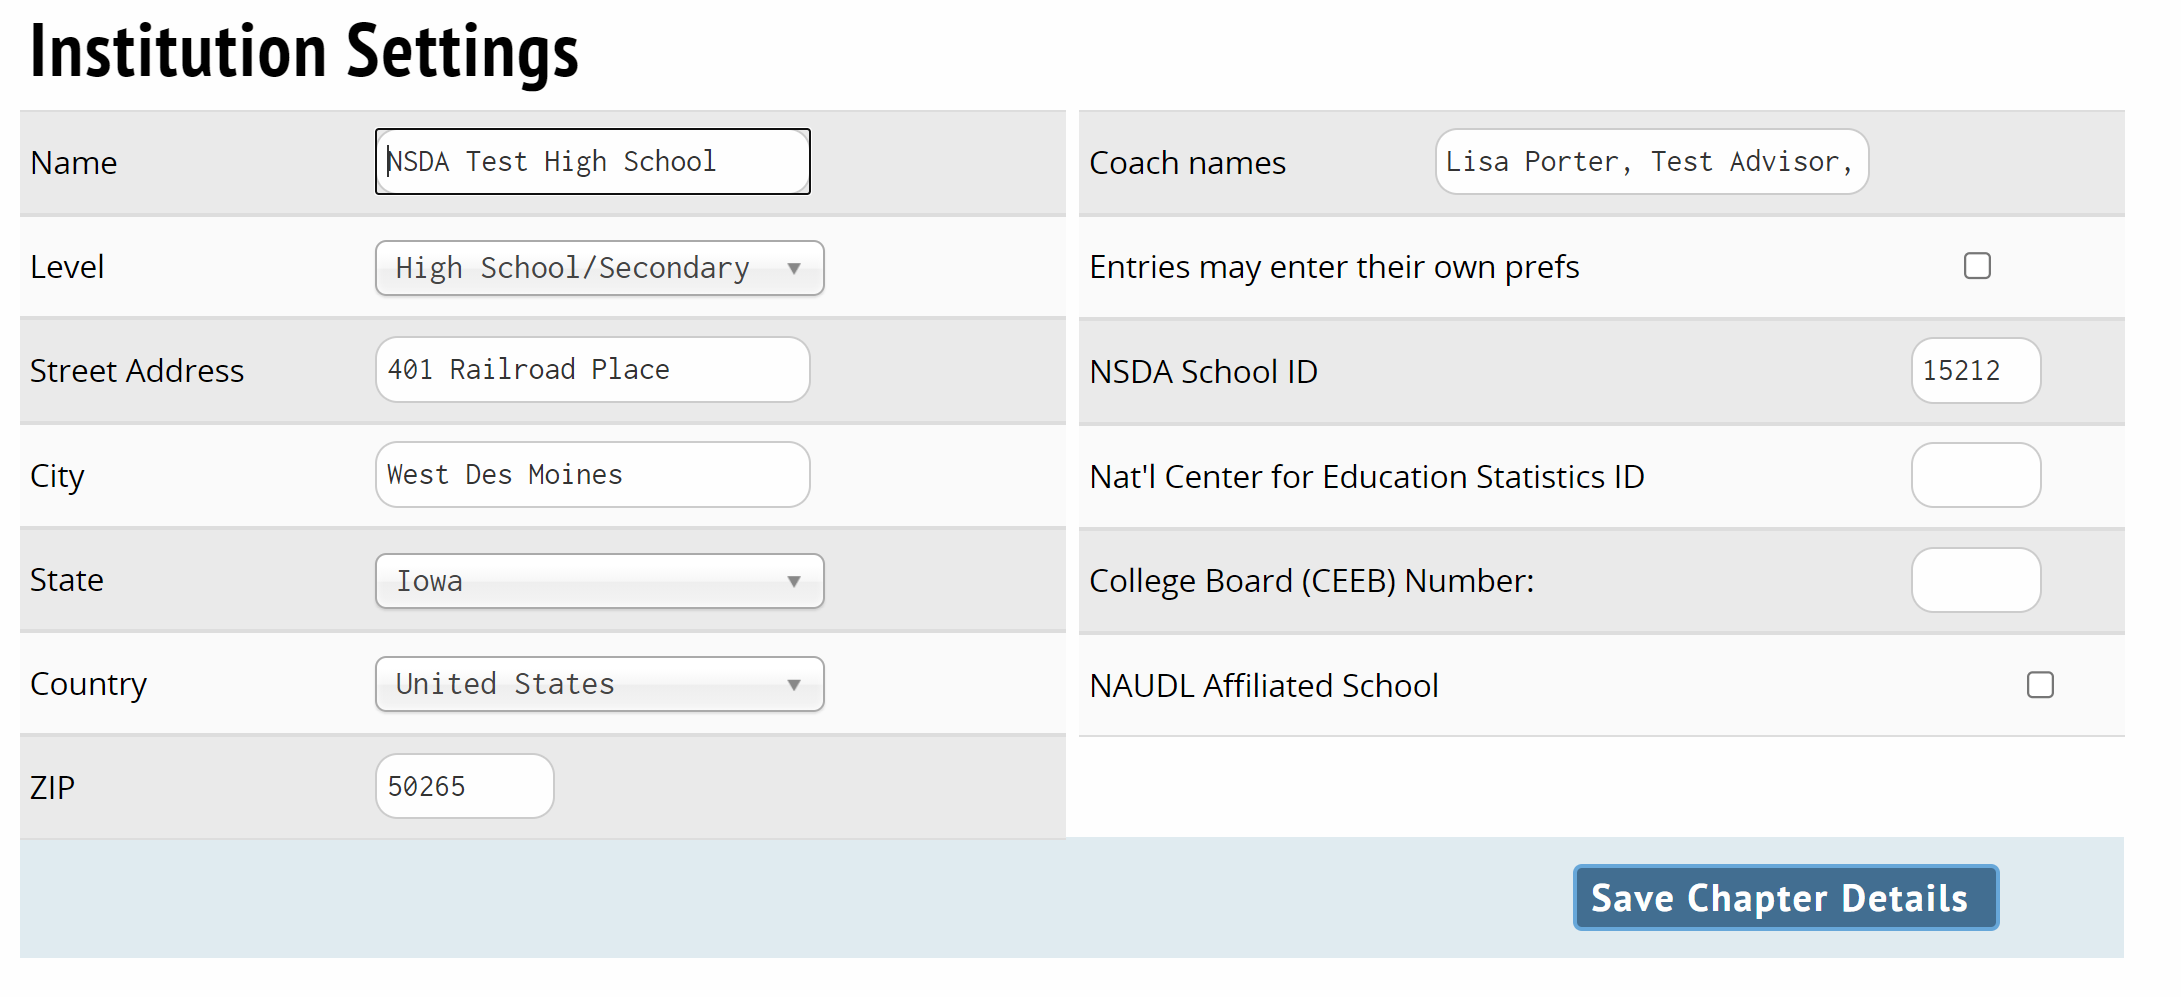 Institution Settings
Name
NSDA Test High School
Level
High School/Secondary
Street Address
401 Railroad Place
City
West Des Moines
State
Iowa
Country
United States
ZIP
50265
Coach names
Lisa Porter, Test Advisor,
Entries may enter their own prefs
NSDA School ID
15212
Nat'l Center for Education Statistics ID
College Board (CEEB) Number:
NAUDL Affiliated School
Save Chapter Details